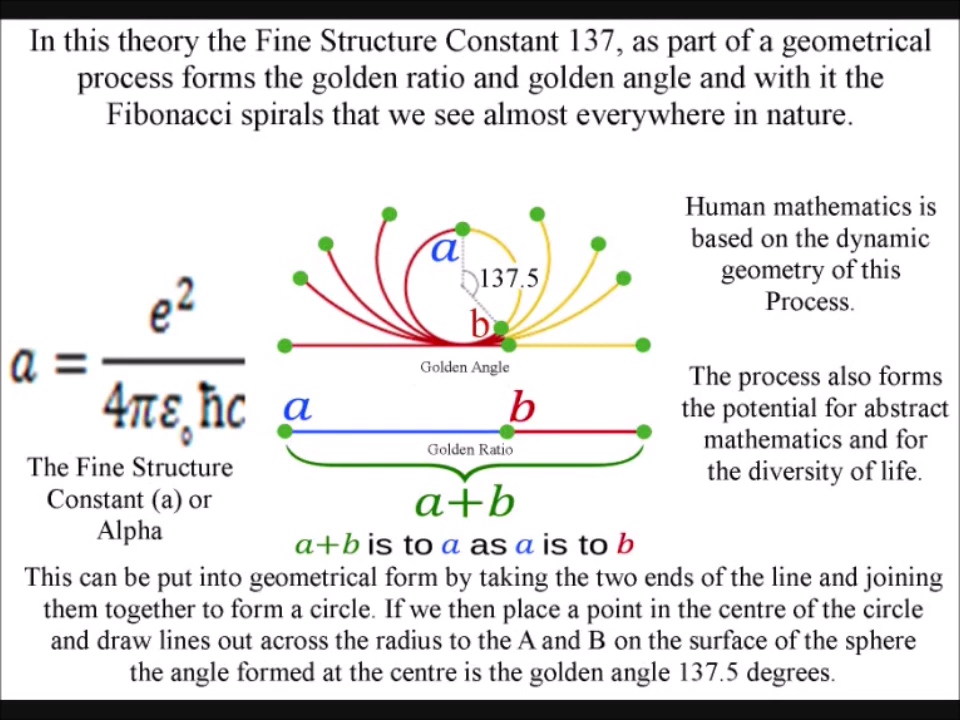 In this theory the Fine Structure Constant 137, as part of a geometrical
process forms the golden ratio and golden angle and with it the
Fibonacci spirals that we see almost everywhere in nature.
a
137.5
b
Golden Angle
a = e² / 4πε₀ħc
The Fine Structure
Constant (a) or
Alpha
a
b
Golden Ratio
a+b
a+b is to a as a is to b
Human mathematics is
based on the dynamic
geometry of this
Process.
The process also forms
the potential for abstract
mathematics and for
the diversity of life.
This can be put into geometrical form by taking the two ends of the line and joining
them together to form a circle. If we then place a point in the centre of the circle
and draw lines out across the radius to the A and B on the surface of the sphere
the angle formed at the centre is the golden angle 137.5 degrees.